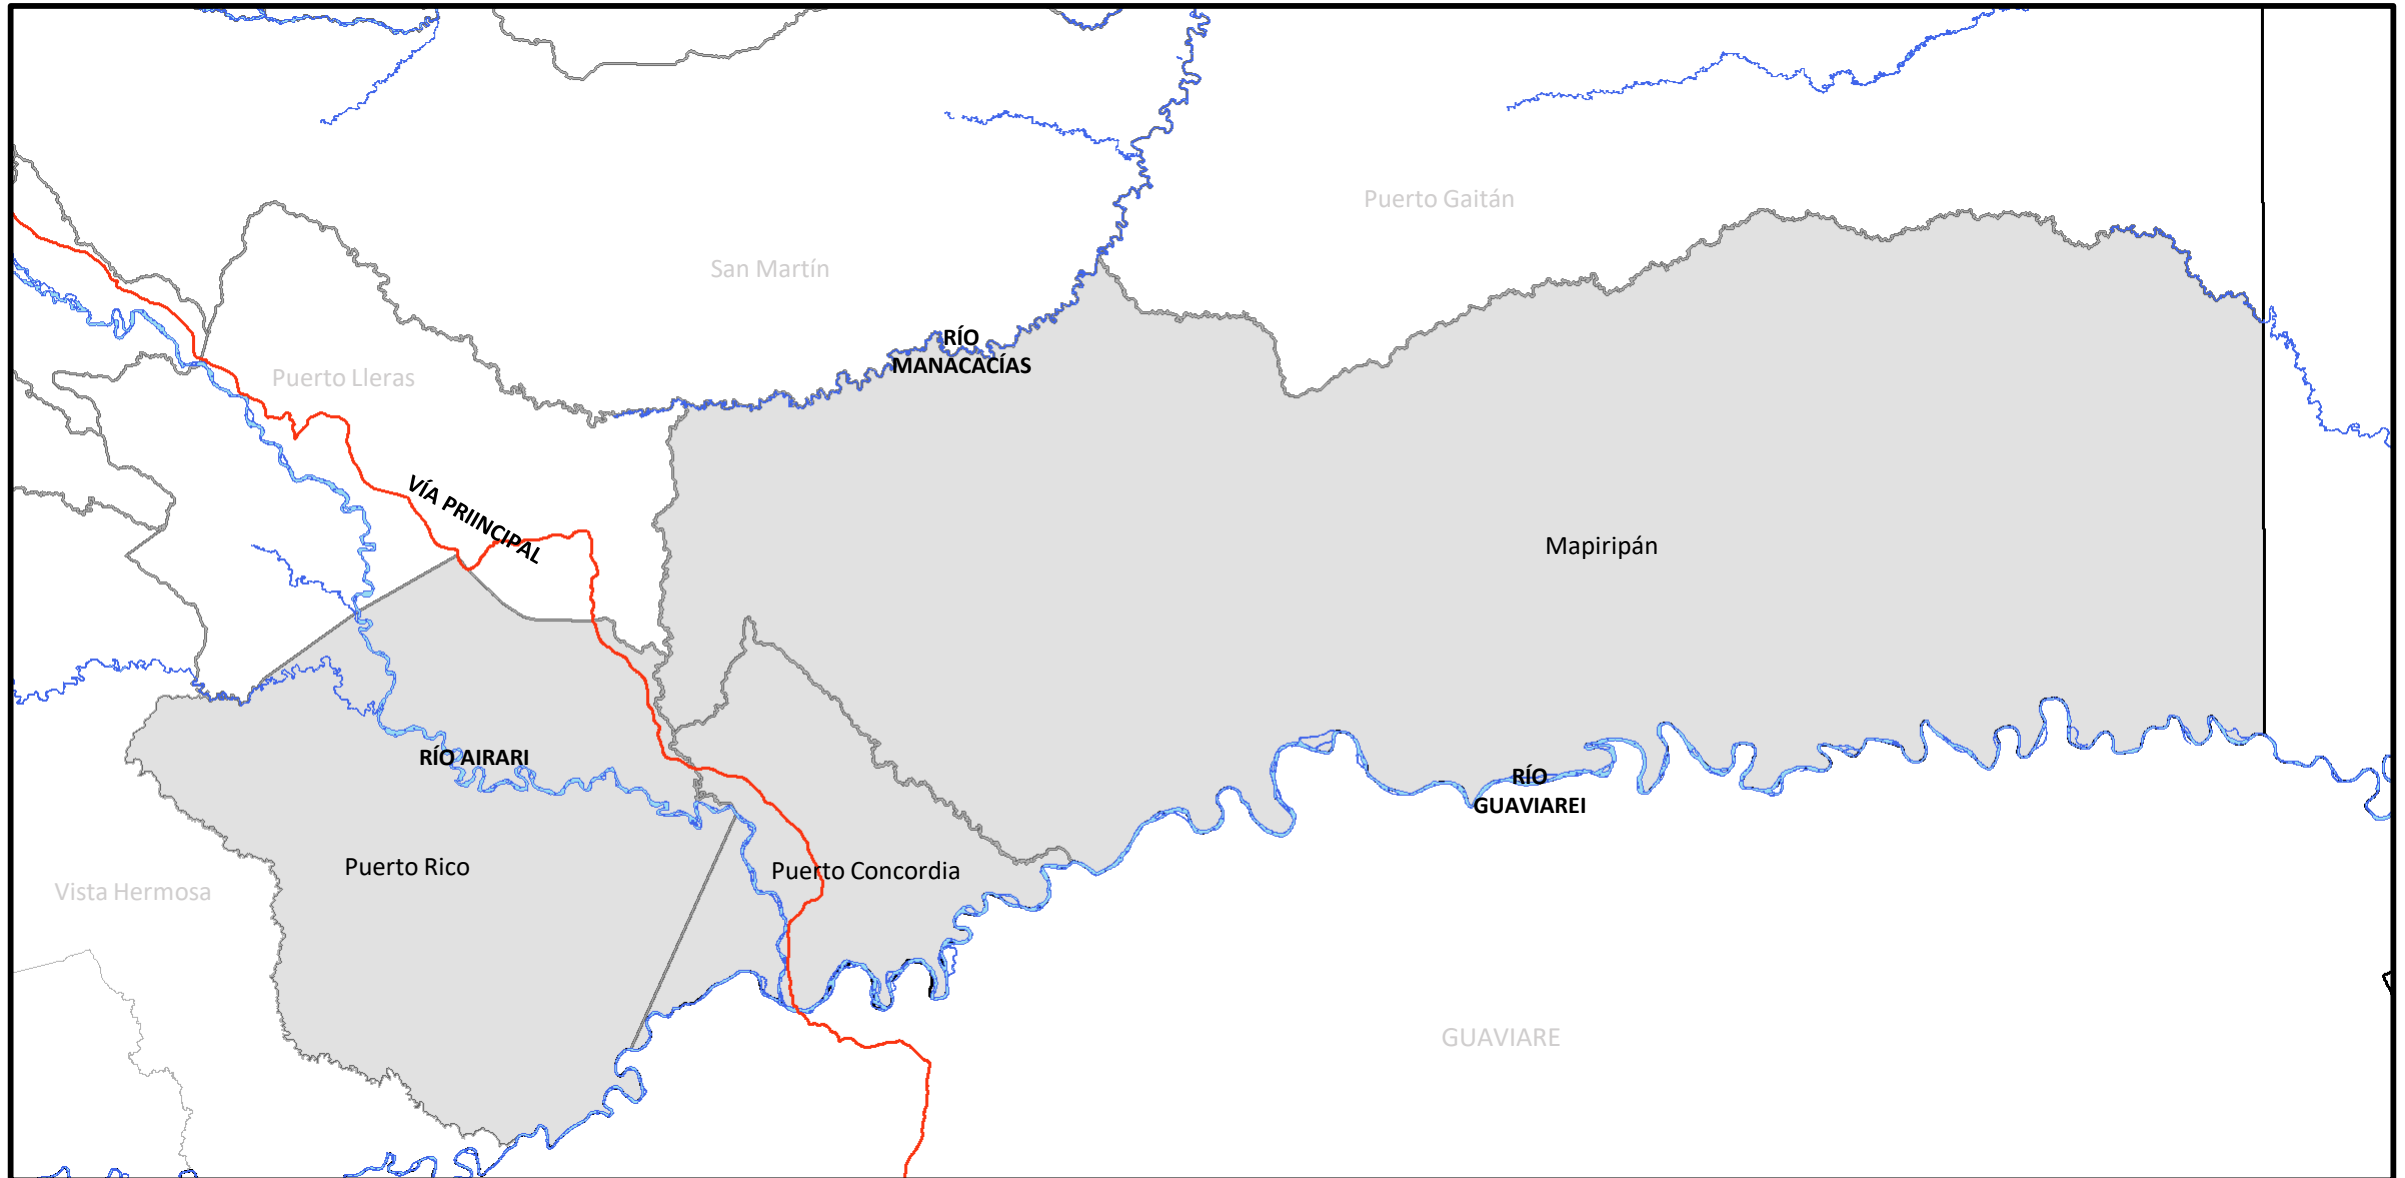 Puerto Gaitán
San Martín
RÍO
MANACACÍAS
Puerto Lleras
VÍA PRIINCIPAL
Mapiripán
RÍO AIRARI
RÍO
GUAVIAREI
Puerto Rico
Puerto Concordia
Vista Hermosa
GUAVIARE